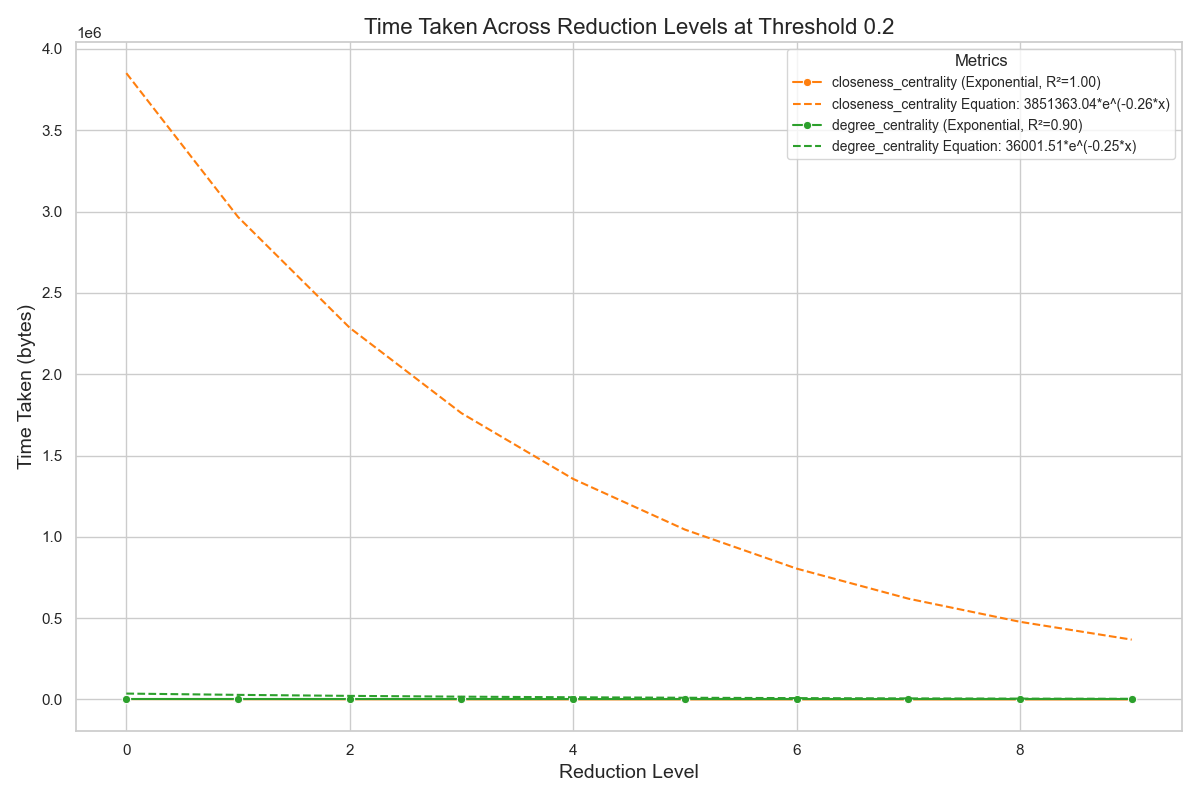 Time Taken Across Reduction Levels at Threshold 0.2
1e6
4.0
3.5
3.0
2.5
2.0
1.5
1.0
0.5
0.0
Time Taken (bytes)
Metrics
closeness_centrality (Exponential, R²=1.00)
closeness_centrality Equation: 3851363.04*e^(-0.26*x)
degree_centrality (Exponential, R²=0.90)
degree_centrality Equation: 36001.51*e^(-0.25*x)
0 2 4 6 8
Reduction Level